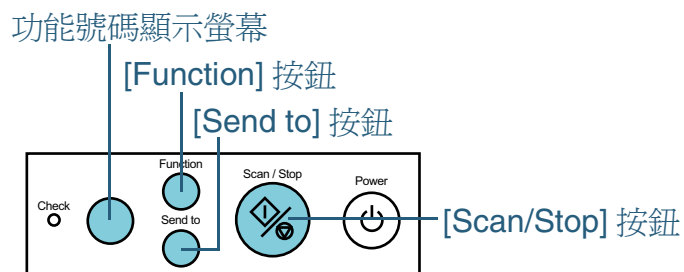 功能號碼顯示螢幕
[Function] 按鈕
[Send to] 按鈕
Function
Scan / Stop
Power
Check
Send to
[Scan/Stop] 按鈕